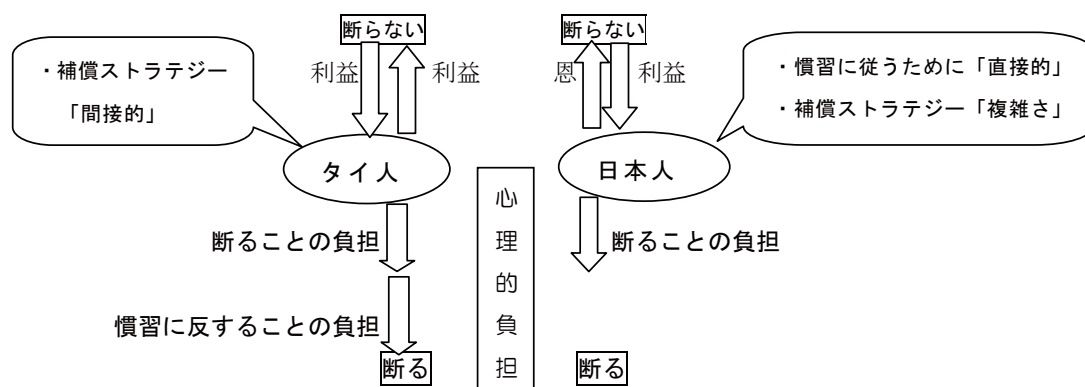 断らない
断らない
・補償ストラテジー
「間接的」
利益
利益
恩
利益
・慣習に従うために「直接的」
・補償ストラテジー「複雑さ」
タイ人
心理的負担
日本人
断ることの負担
断ることの負担
慣習に反することの負担
断る
断る